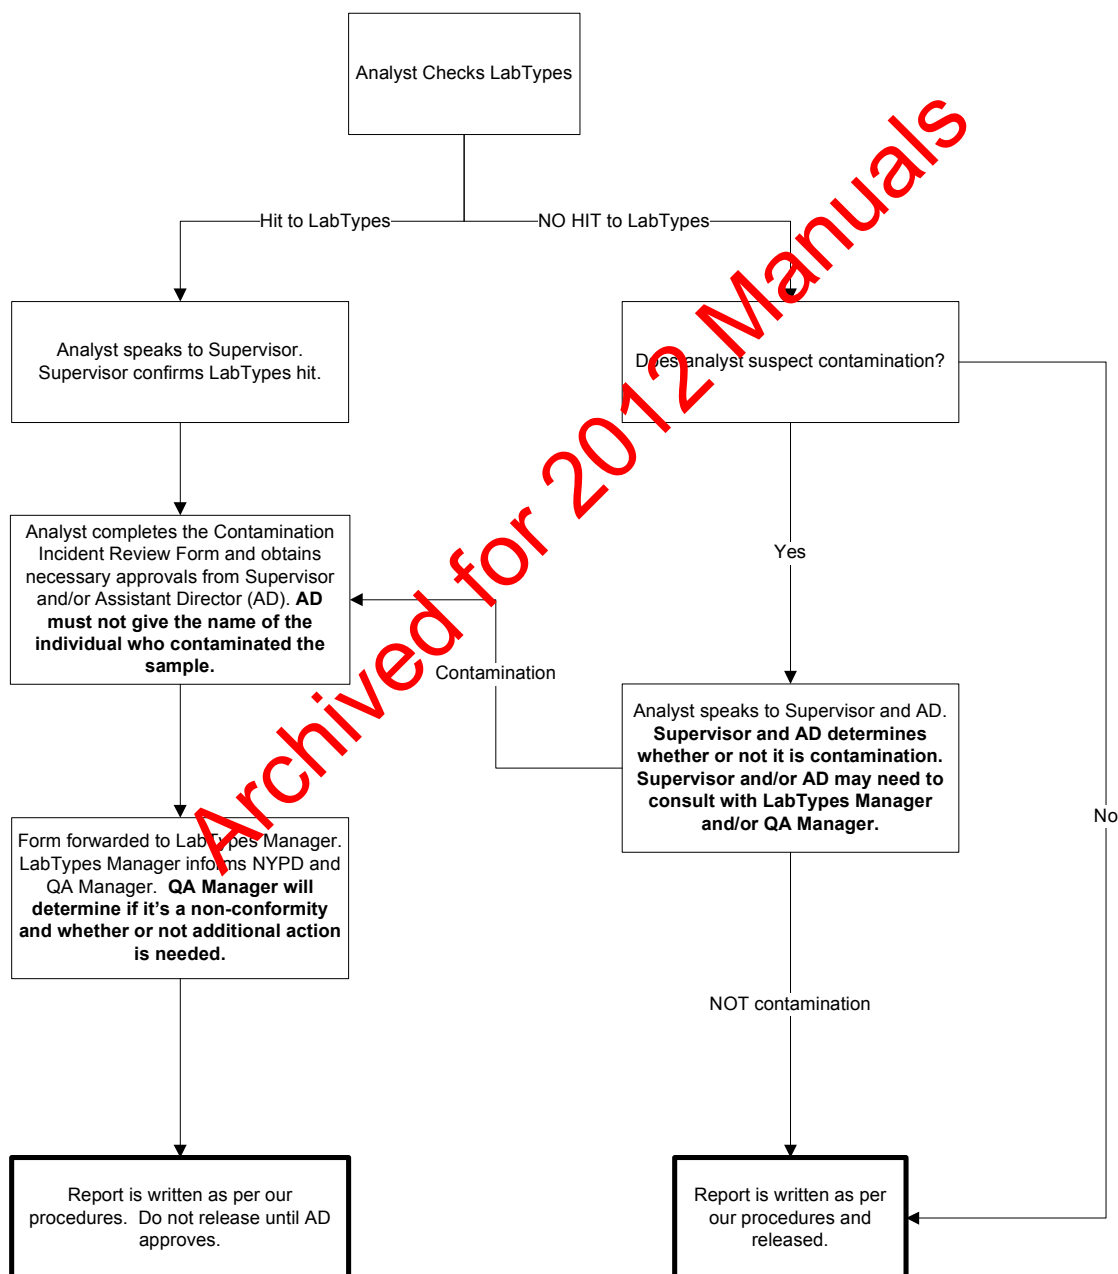 Analyst Checks LabTypes
Hit to LabTypes
NO HIT to LabTypes
Analyst speaks to Supervisor.
Supervisor confirms LabTypes hit.
Does analyst suspect contamination?
Analyst completes the Contamination
Incident Review Form and obtains
necessary approvals from Supervisor
and/or Assistant Director (AD). AD
must not give the name of the
individual who contaminated the
sample.
Yes
Contamination
Analyst speaks to Supervisor and AD.
Supervisor and AD determines
whether or not it is contamination.
Supervisor and/or AD may need to
consult with LabTypes Manager
and/or QA Manager.
No
Form forwarded to LabTypes Manager.
LabTypes Manager informs NYPD and
QA Manager.  QA Manager will
determine if it's a non-conformity
and whether or not additional action
is needed.
NOT contamination
Report is written as per our
procedures.  Do not release until AD
approves.
Report is written as per
our procedures and
released.
Archived for 2012 Manuals